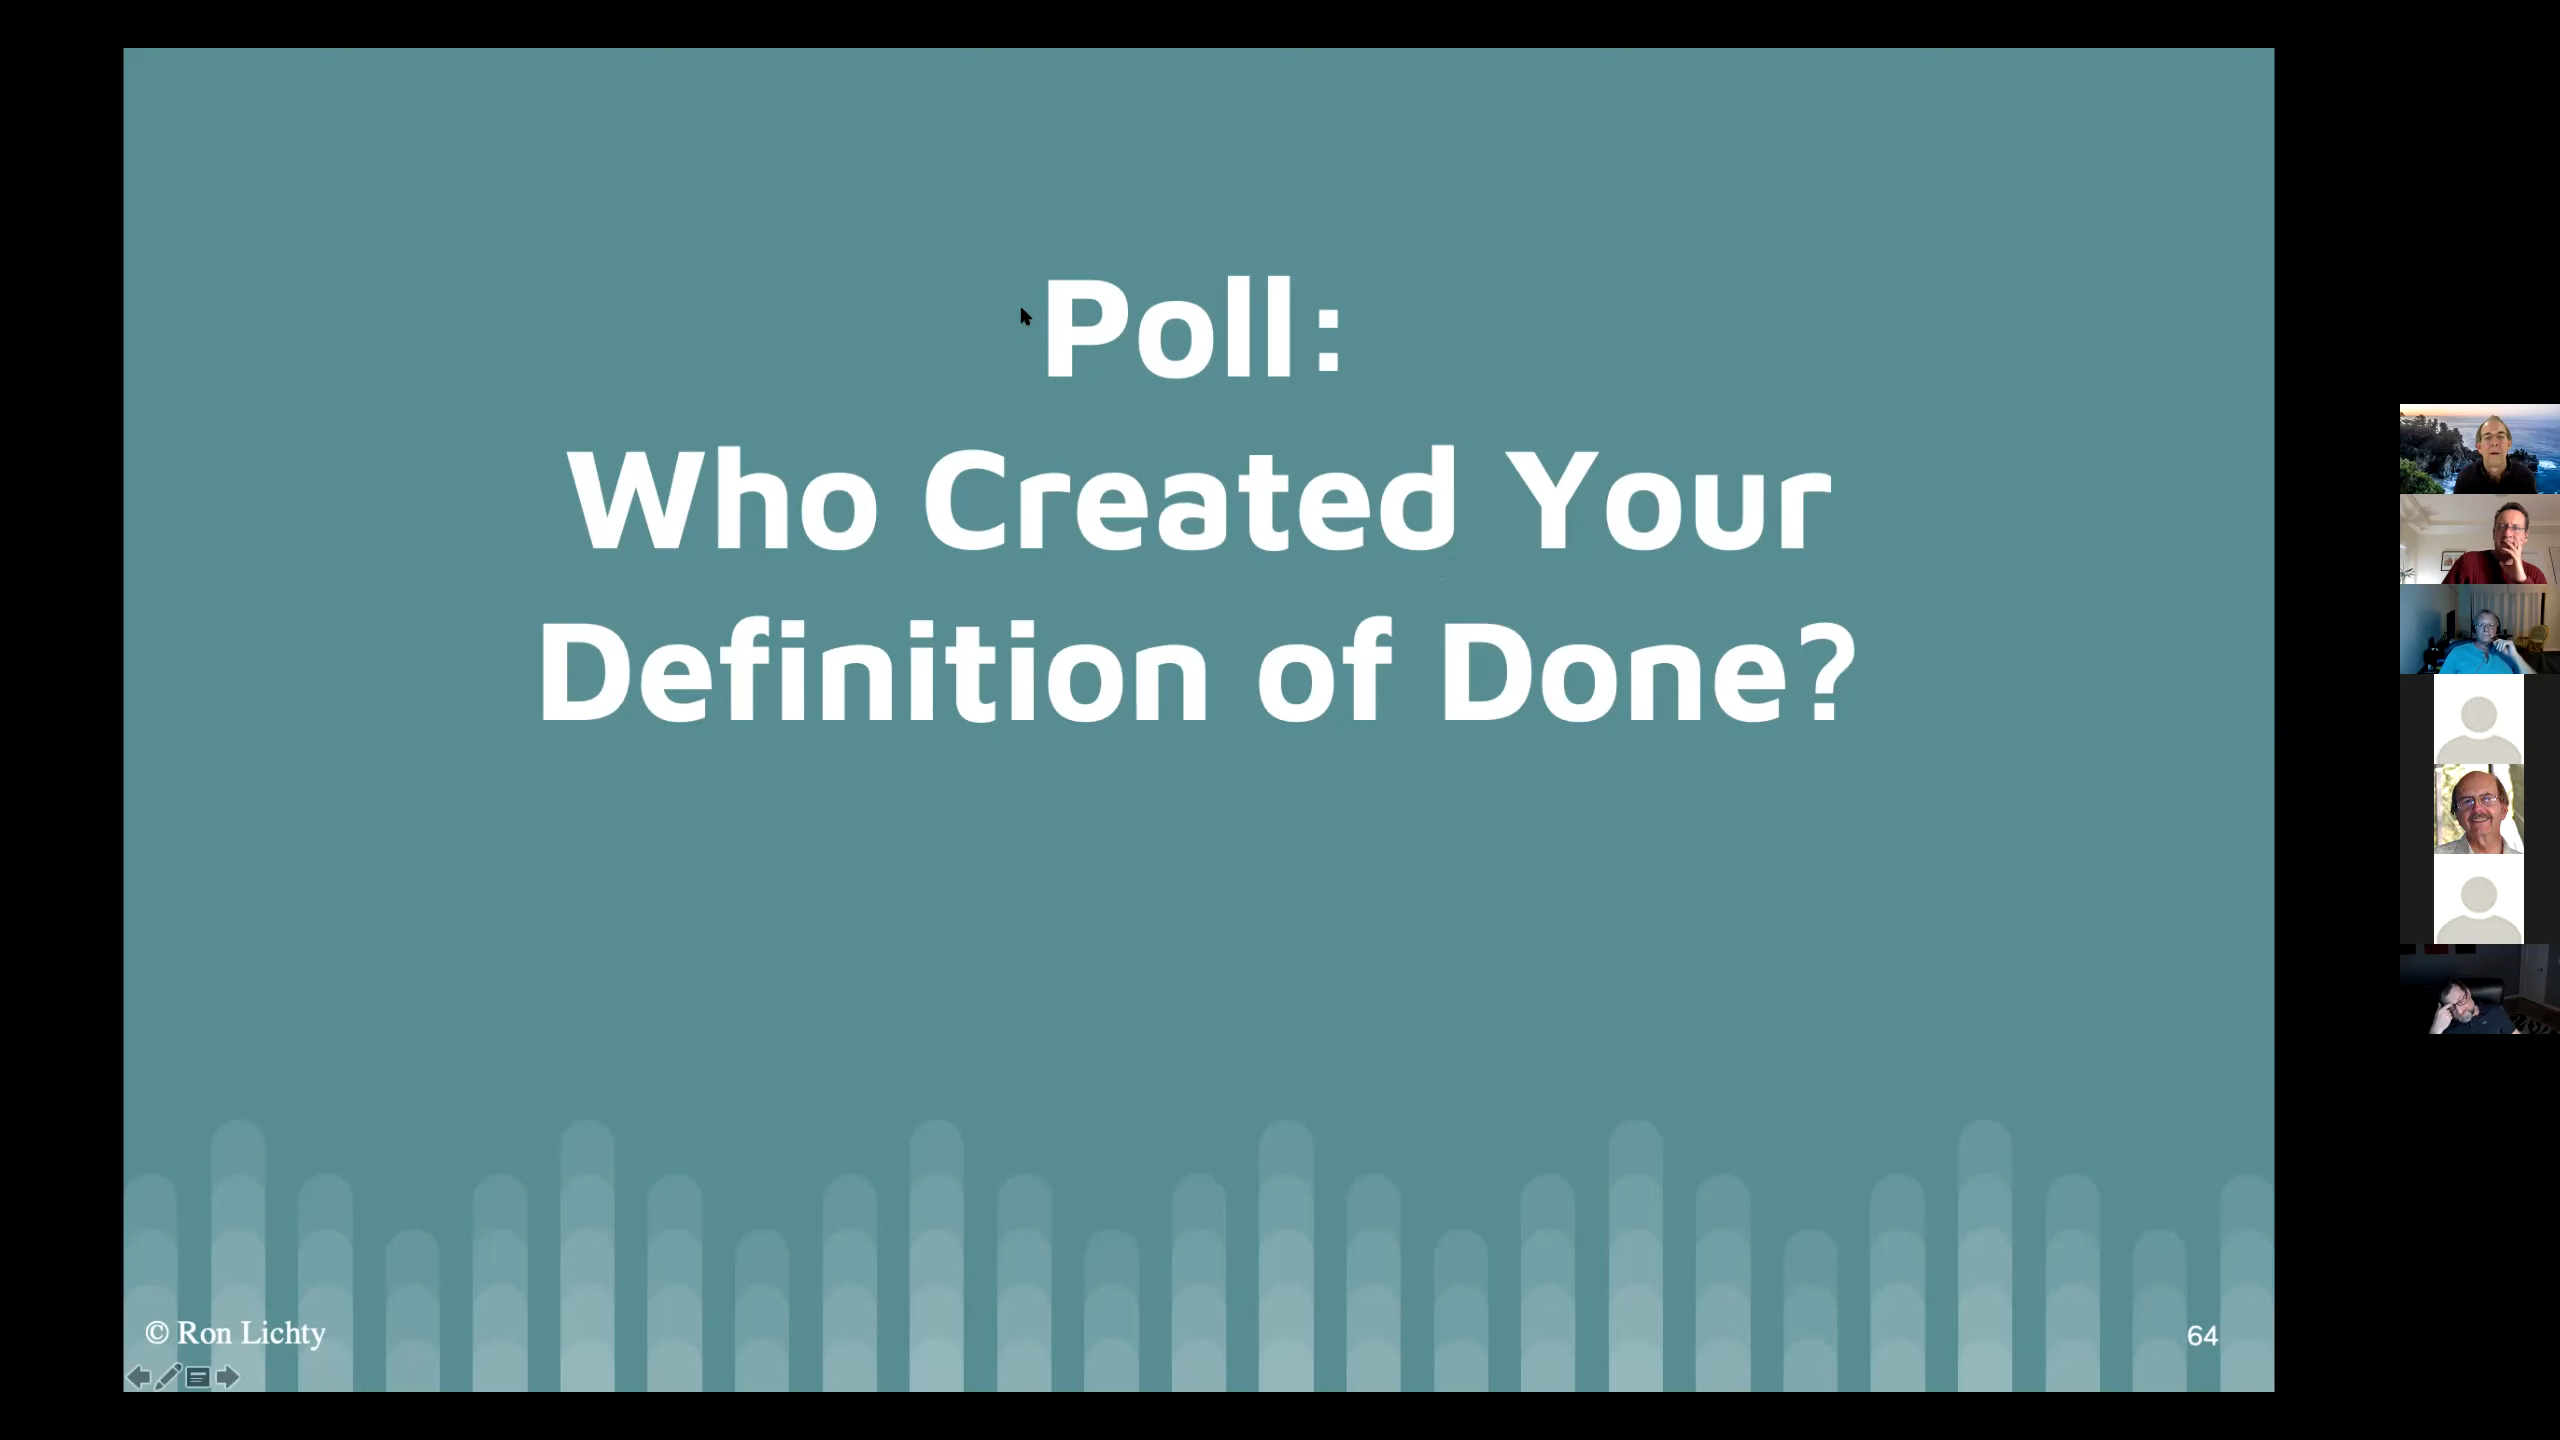 Poll:
Who Created Your
Definition of Done?
© Ron Lichty
64